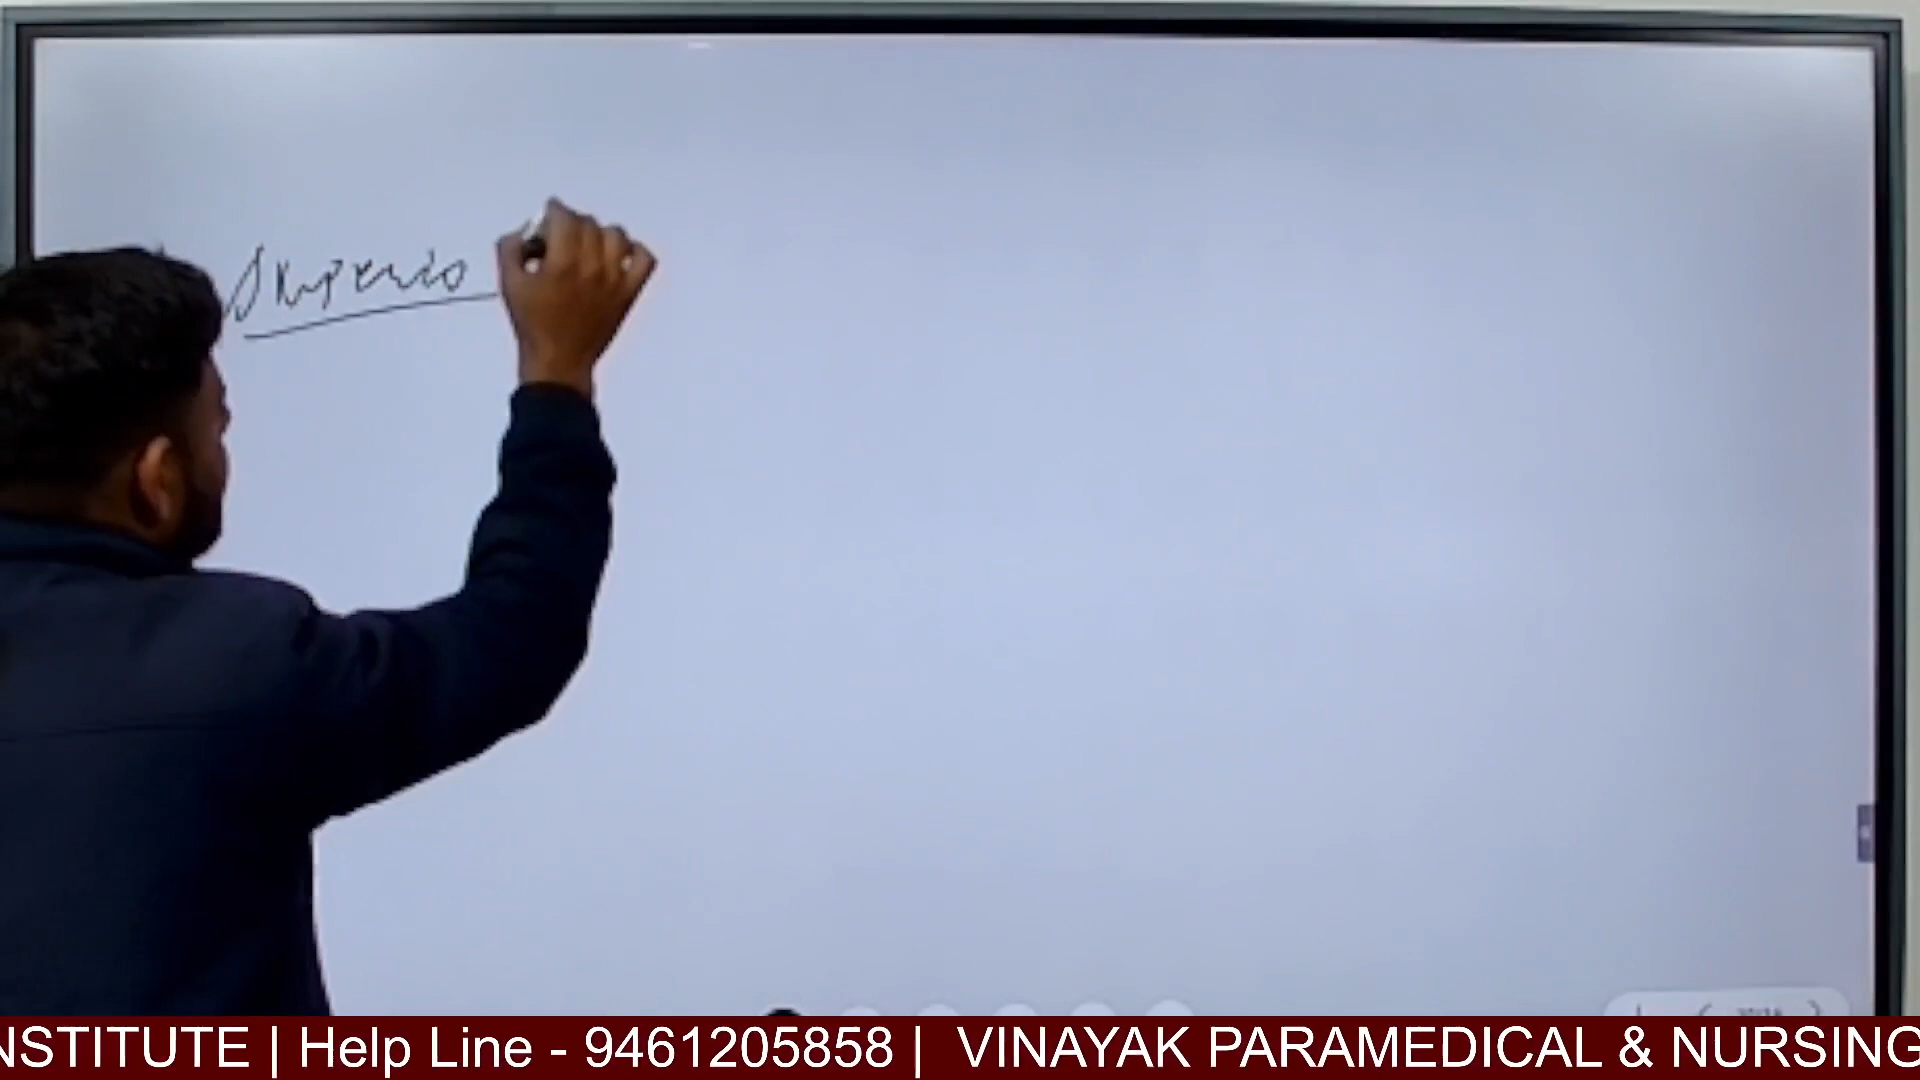 Superio
NSTITUTE | Help Line - 9461205858 | VINAYAK PARAMEDICAL & NURSING